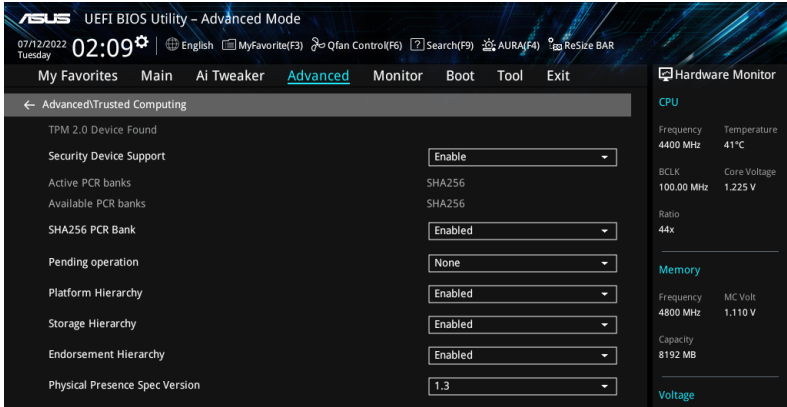 ASUS UEFI BIOS Utility – Advanced Mode
07/12/2022 Tuesday 02:09 English MyFavorite(F3) Qfan Control(F6) ? Search(F9) AURA(F4) ReSize BAR
My Favorites Main Ai Tweaker Advanced Monitor Boot Tool Exit
← Advanced\Trusted Computing
TPM 2.0 Device Found
Security Device Support Enable
Active PCR banks SHA256
Available PCR banks SHA256
SHA256 PCR Bank Enabled
Pending operation None
Platform Hierarchy Enabled
Storage Hierarchy Enabled
Endorsement Hierarchy Enabled
Physical Presence Spec Version 1.3
Hardware Monitor
CPU
Frequency Temperature
4400 MHz 41°C
BCLK Core Voltage
100.00 MHz 1.225 V
Ratio
44x
Memory
Frequency MC Volt
4800 MHz 1.110 V
Capacity
8192 MB
Voltage